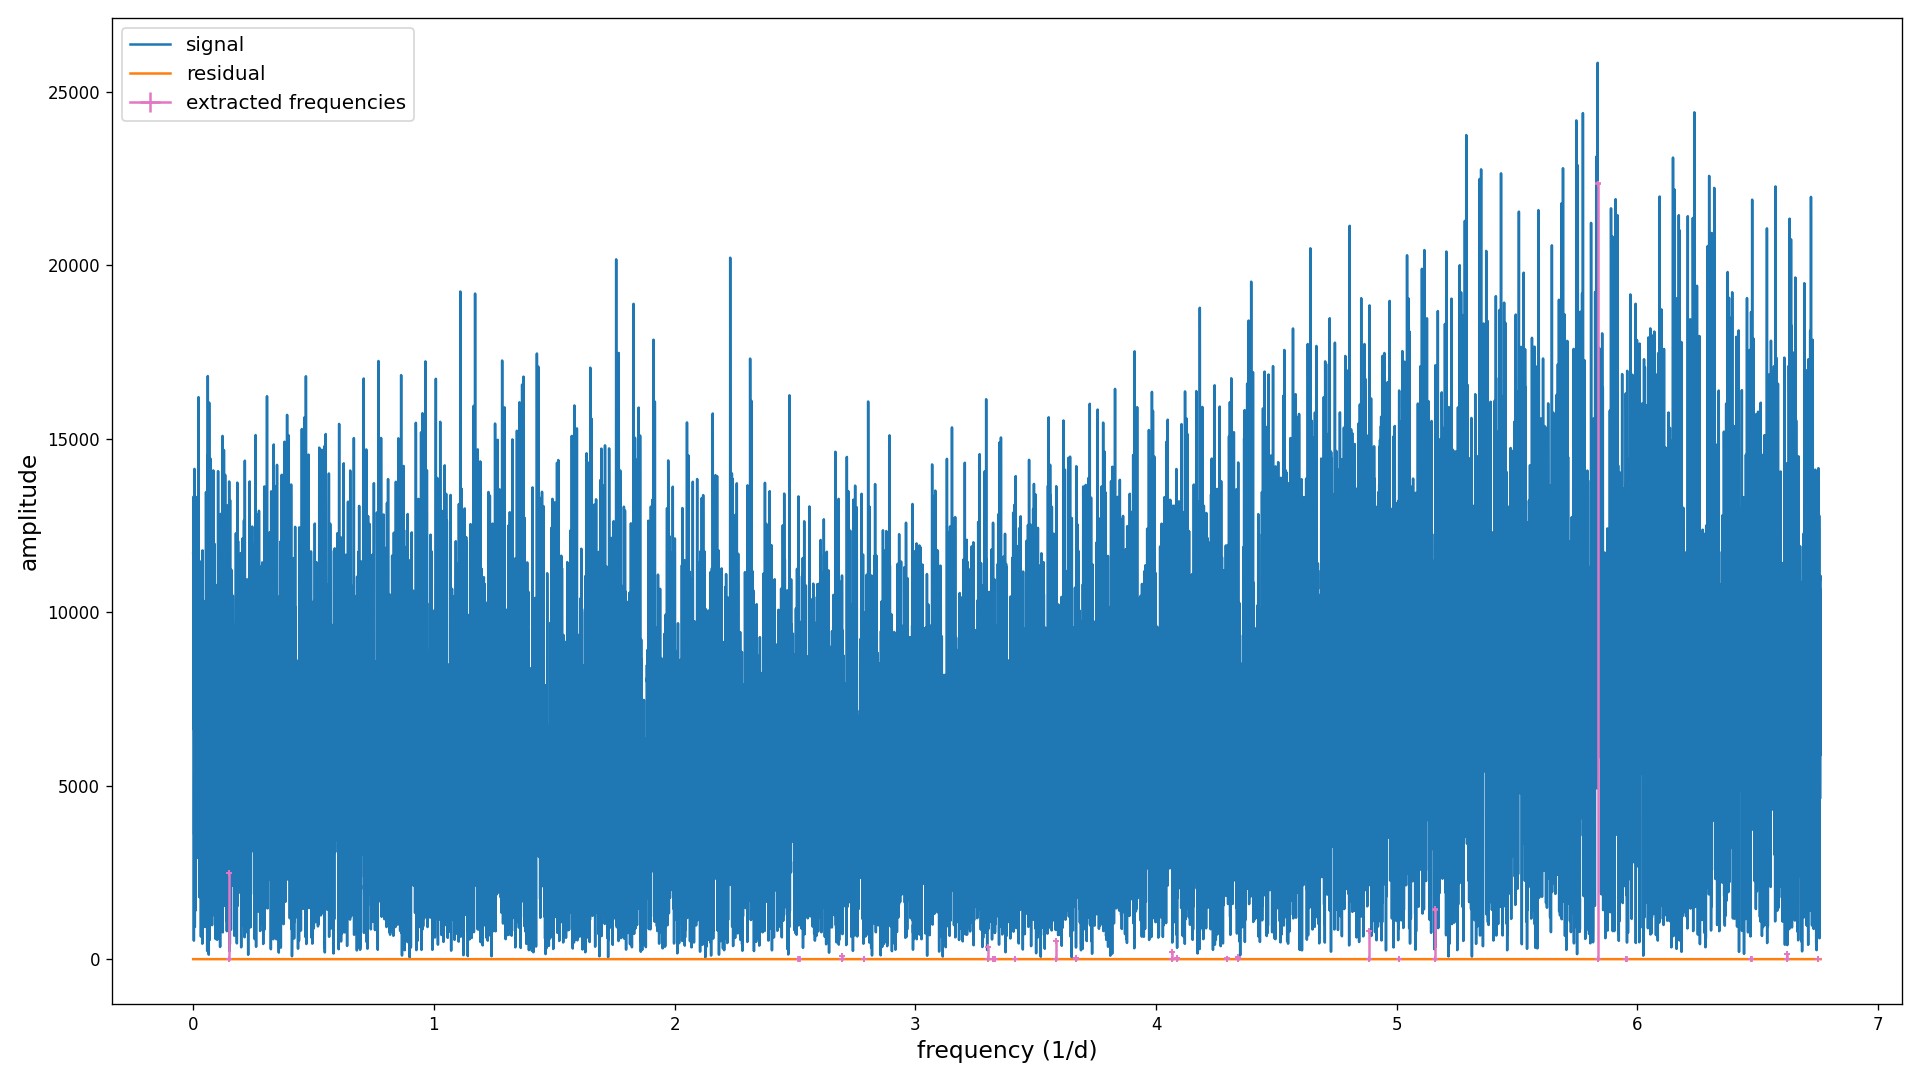 signal
residual
extracted frequencies
25000
20000
15000
10000
5000
0
amplitude
0 1 2 3 4 5 6 7
frequency (1/d)